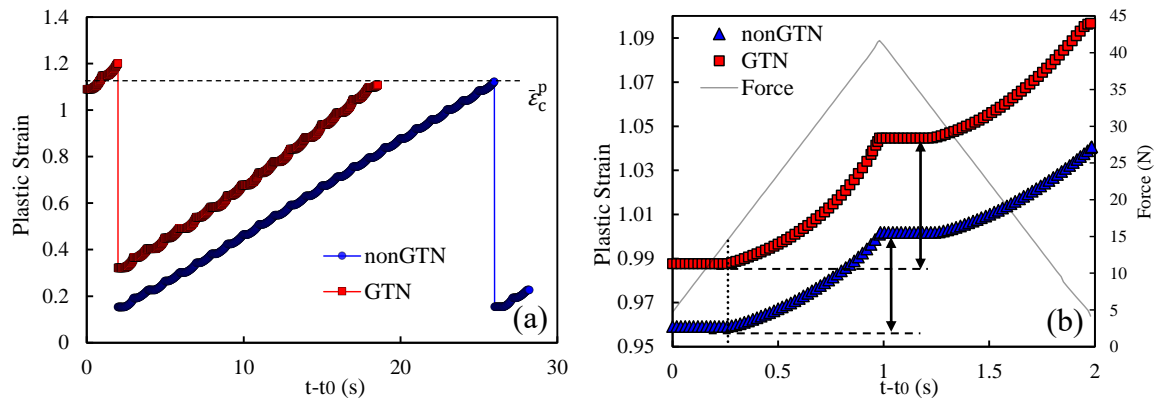 1.4
1.2
1
0.8
0.6
0.4
0.2
0
Plastic Strain
0
10
20
30
t-t0 (s)
ε̄ᵖ_c
nonGTN
GTN
(a)
1.09
1.07
1.05
1.03
1.01
0.99
0.97
0.95
Plastic Strain
0
0.5
1
1.5
2
t-t0 (s)
nonGTN
GTN
Force
45
40
35
30
25
20
15
10
5
0
Force (N)
(b)